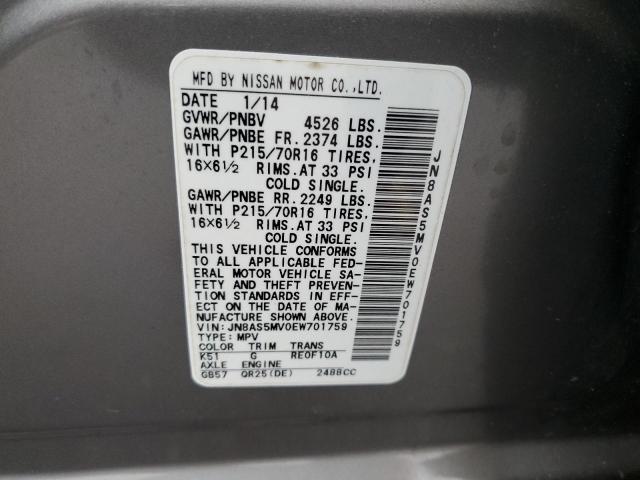 MFD BY NISSAN MOTOR CO.,LTD.
DATE 1/14
GVWR/PNBV 4526 LBS.
GAWR/PNBE FR. 2374 LBS.
WITH P215/70R16 TIRES,
16X6½ RIMS.AT 33 PSI
COLD SINGLE.
GAWR/PNBE RR. 2249 LBS.
WITH P215/70R16 TIRES,
16X6½ RIMS.AT 33 PSI
COLD SINGLE.
THIS VEHICLE CONFORMS
TO ALL APPLICABLE FED-
ERAL MOTOR VEHICLE SA-
FETY AND THEFT PREVEN-
TION STANDARDS IN EFF-
ECT ON THE DATE OF MA-
NUFACTURE SHOWN ABOVE.
VIN: JN8AS5MV0EW701759
TYPE: MPV
COLOR TRIM TRANS
K51 G RE0F10A
AXLE ENGINE
GB57 QR25(DE) 2488CC
JN8AS5MV0EW701759